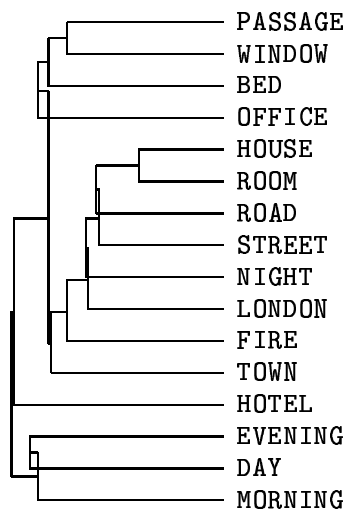 PASSAGE
WINDOW
BED
OFFICE
HOUSE
ROOM
ROAD
STREET
NIGHT
LONDON
FIRE
TOWN
HOTEL
EVENING
DAY
MORNING